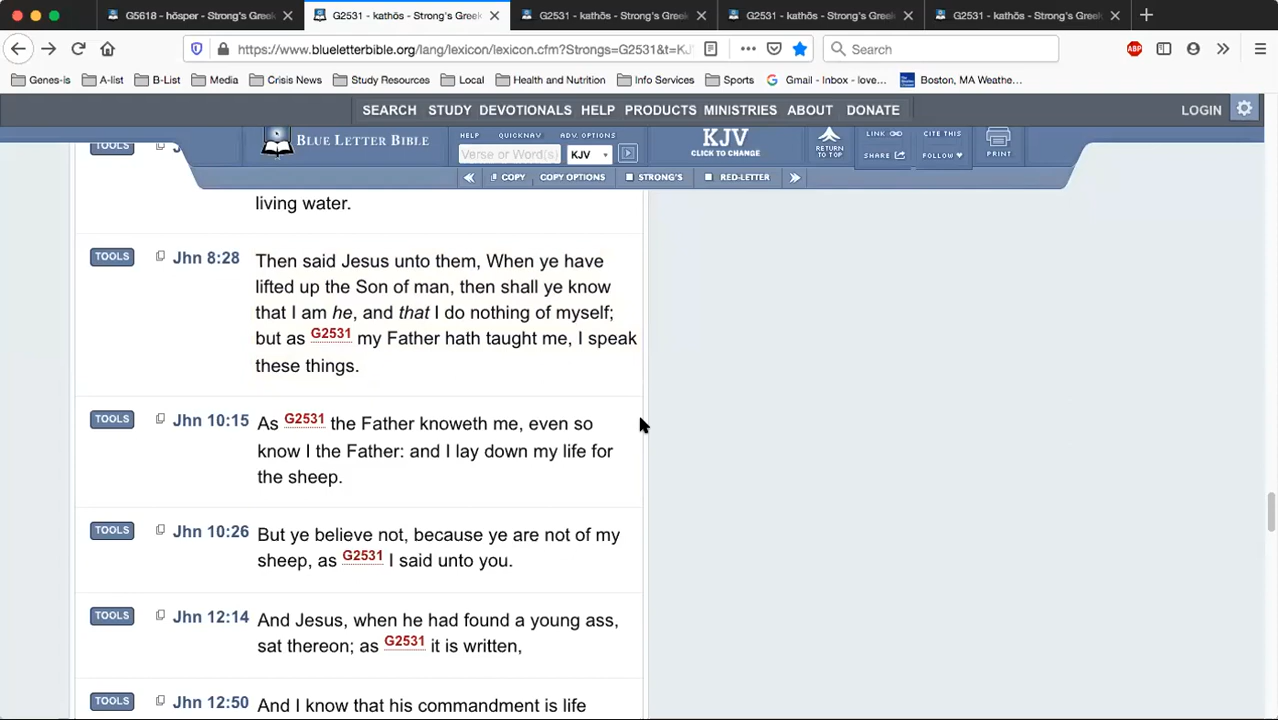 G5618 - hōsper - Strong's Greek
G2531 - kathōs - Strong's Greek
G2531 - kathōs - Strong's Greek
G2531 - kathōs - Strong's Greek
G2531 - kathōs - Strong's Greek
https://www.blueletterbible.org/lang/lexicon/lexicon.cfm?Strongs=G2531&t=KJ
Search
ABP
Genes-is
A-list
B-List
Media
Crisis News
Study Resources
Local
Health and Nutrition
Info Services
Sports
Gmail - Inbox - love…
Boston, MA Weathe…
SEARCH STUDY DEVOTIONALS HELP PRODUCTS MINISTRIES ABOUT DONATE
LOGIN
BLUE LETTER BIBLE
HELP QUICKNAV ADV. OPTIONS
Verse or Word(s)
KJV
KJV
CLICK TO CHANGE
RETURN
TO TOP
LINK
SHARE
CITE THIS
FOLLOW
PRINT
COPY COPY OPTIONS STRONG'S RED-LETTER
TOOLS
living water.
TOOLS Jhn 8:28 Then said Jesus unto them, When ye have
lifted up the Son of man, then shall ye know
that I am he, and that I do nothing of myself;
but as G2531 my Father hath taught me, I speak
these things.
TOOLS Jhn 10:15 As G2531 the Father knoweth me, even so
know I the Father: and I lay down my life for
the sheep.
TOOLS Jhn 10:26 But ye believe not, because ye are not of my
sheep, as G2531 I said unto you.
TOOLS Jhn 12:14 And Jesus, when he had found a young ass,
sat thereon; as G2531 it is written,
TOOLS Jhn 12:50 And I know that his commandment is life